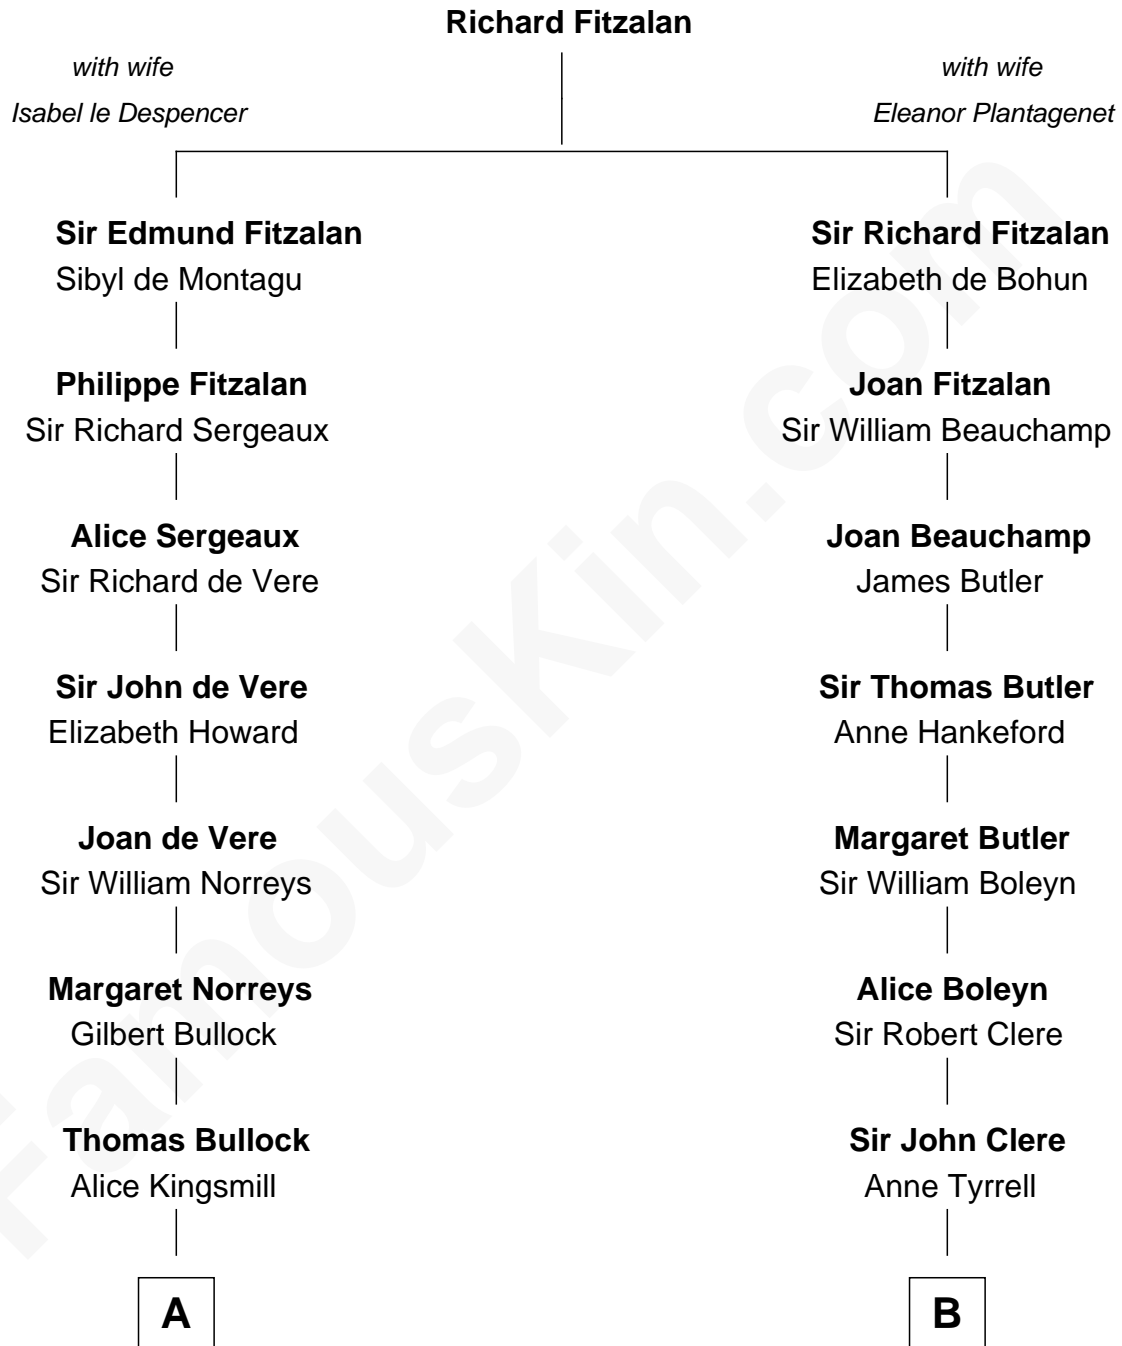 Richard Fitzalan
with wife
Isabel le Despencer
with wife
Eleanor Plantagenet
Sir Edmund Fitzalan
Sibyl de Montagu
Sir Richard Fitzalan
Elizabeth de Bohun
Philippe Fitzalan
Sir Richard Sergeaux
Joan Fitzalan
Sir William Beauchamp
Alice Sergeaux
Sir Richard de Vere
Joan Beauchamp
James Butler
Sir John de Vere
Elizabeth Howard
Sir Thomas Butler
Anne Hankeford
Joan de Vere
Sir William Norreys
Margaret Butler
Sir William Boleyn
Margaret Norreys
Gilbert Bullock
Alice Boleyn
Sir Robert Clere
Thomas Bullock
Alice Kingsmill
Sir John Clere
Anne Tyrrell
A
B
FamousKin.com